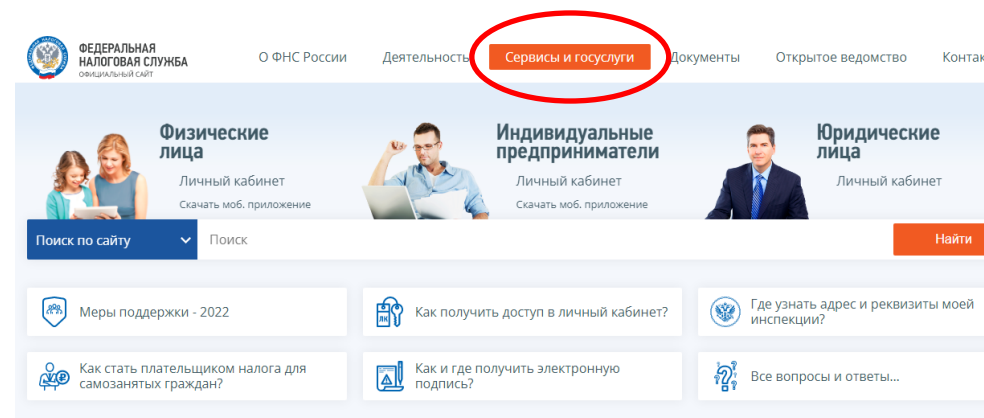 ФЕДЕРАЛЬНАЯ
НАЛОГОВАЯ СЛУЖБА
ОФИЦИАЛЬНЫЙ САЙТ
О ФНС России
Деятельность
Сервисы и госуслуги
Документы
Открытое ведомство
Контак
Физические
лица
Личный кабинет
Скачать моб. приложение
Индивидуальные
предприниматели
Личный кабинет
Скачать моб. приложение
Юридические
лица
Личный кабинет
Поиск по сайту
Поиск
Найти
Меры поддержки - 2022
ЛК
Как получить доступ в личный кабинет?
Где узнать адрес и реквизиты моей
инспекции?
Как стать плательщиком налога для
самозанятых граждан?
Как и где получить электронную
подпись?
Все вопросы и ответы...